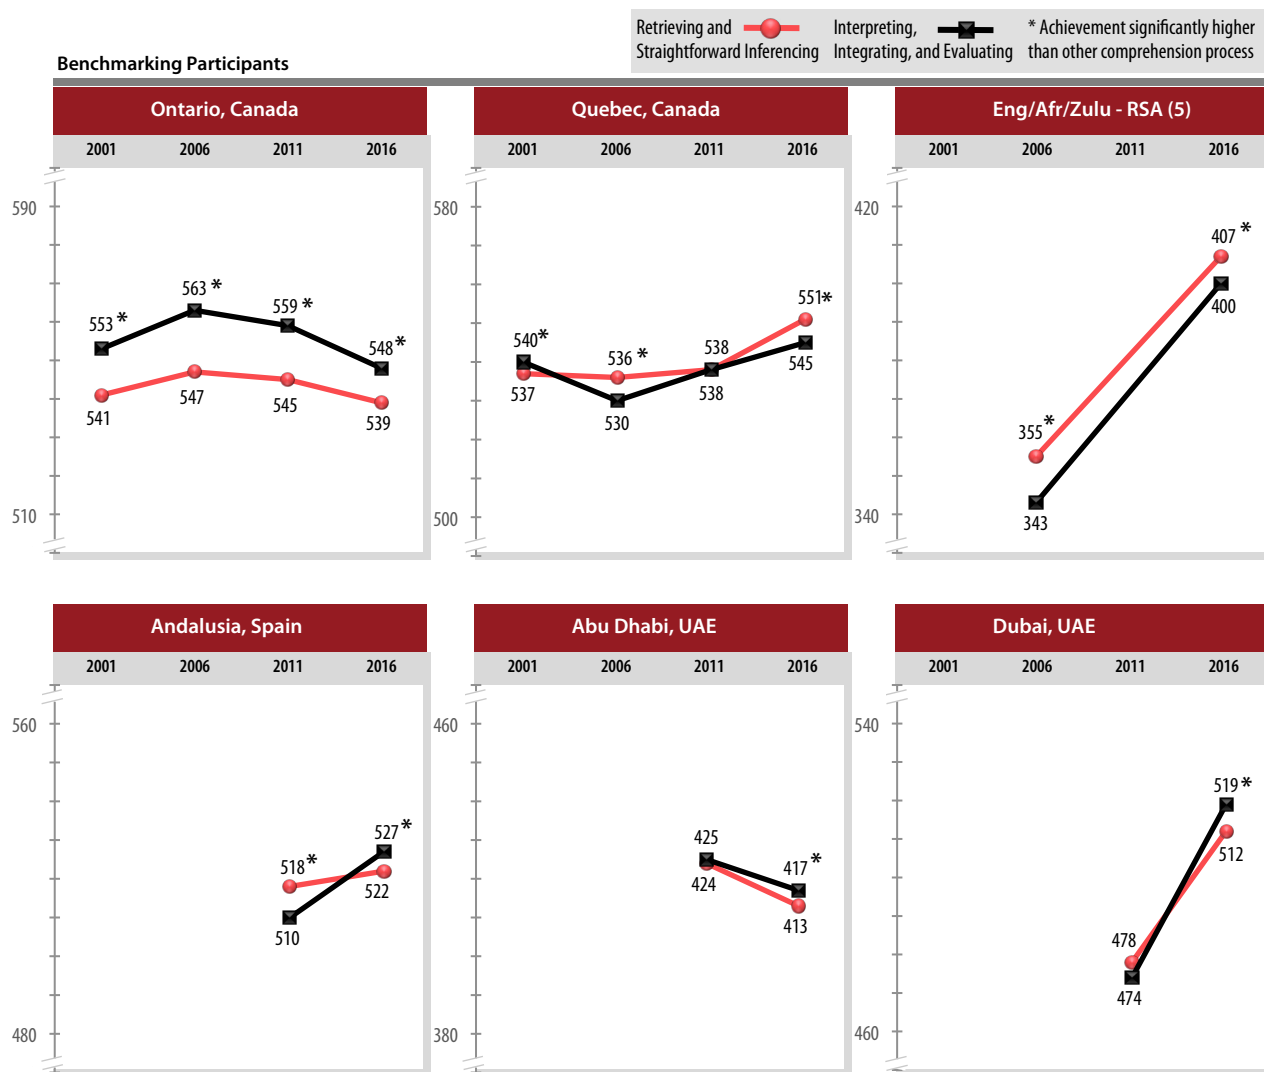 Retrieving and
Straightforward Inferencing
Interpreting,
Integrating, and Evaluating
* Achievement significantly higher
than other comprehension process
Benchmarking Participants
Ontario, Canada
2001 2006 2011 2016
590
510
553 *
563 *
559 *
548 *
541
547
545
539
Quebec, Canada
2001 2006 2011 2016
580
500
540*
536 *
538
551*
537
530
538
545
Eng/Afr/Zulu - RSA (5)
2001 2006 2011 2016
420
340
407 *
400
355 *
343
Andalusia, Spain
2001 2006 2011 2016
560
480
518 *
527 *
510
522
Abu Dhabi, UAE
2001 2006 2011 2016
460
380
425
417 *
424
413
Dubai, UAE
2001 2006 2011 2016
540
460
519 *
512
478
474